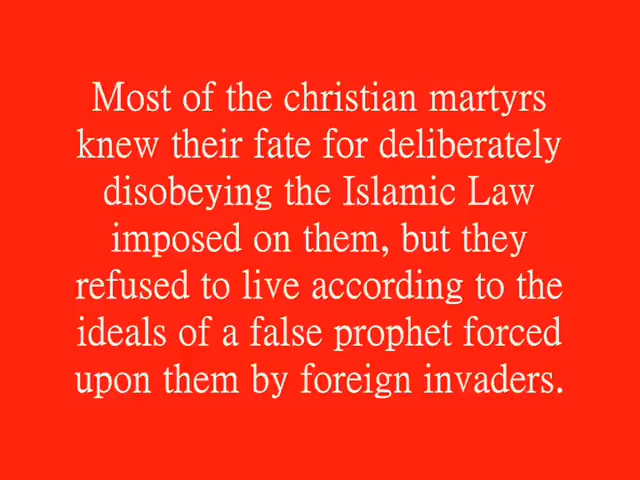 Most of the christian martyrs
knew their fate for deliberately
disobeying the Islamic Law
imposed on them, but they
refused to live according to the
ideals of a false prophet forced
upon them by foreign invaders.